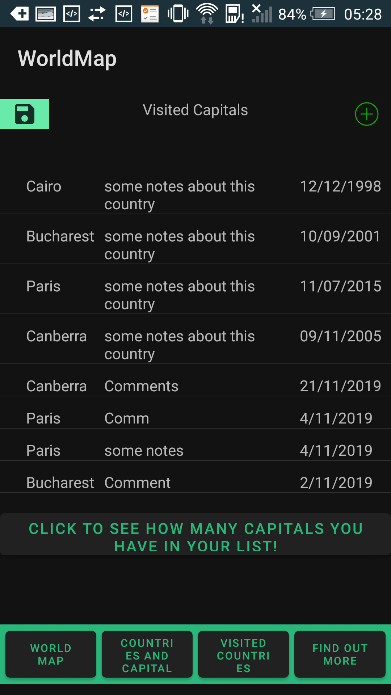 84% 05:28
WorldMap
Visited Capitals
Cairo some notes about this 12/12/1998
country
Bucharest some notes about this 10/09/2001
country
Paris some notes about this 11/07/2015
country
Canberra some notes about this 09/11/2005
country
Canberra Comments 21/11/2019
Paris Comm 4/11/2019
Paris some notes 4/11/2019
Bucharest Comment 2/11/2019
CLICK TO SEE HOW MANY CAPITALS YOU
HAVE IN YOUR LIST!
WORLD
MAP
COUNTRI
ES AND
CAPITAL
VISITED
COUNTRI
ES
FIND OUT
MORE